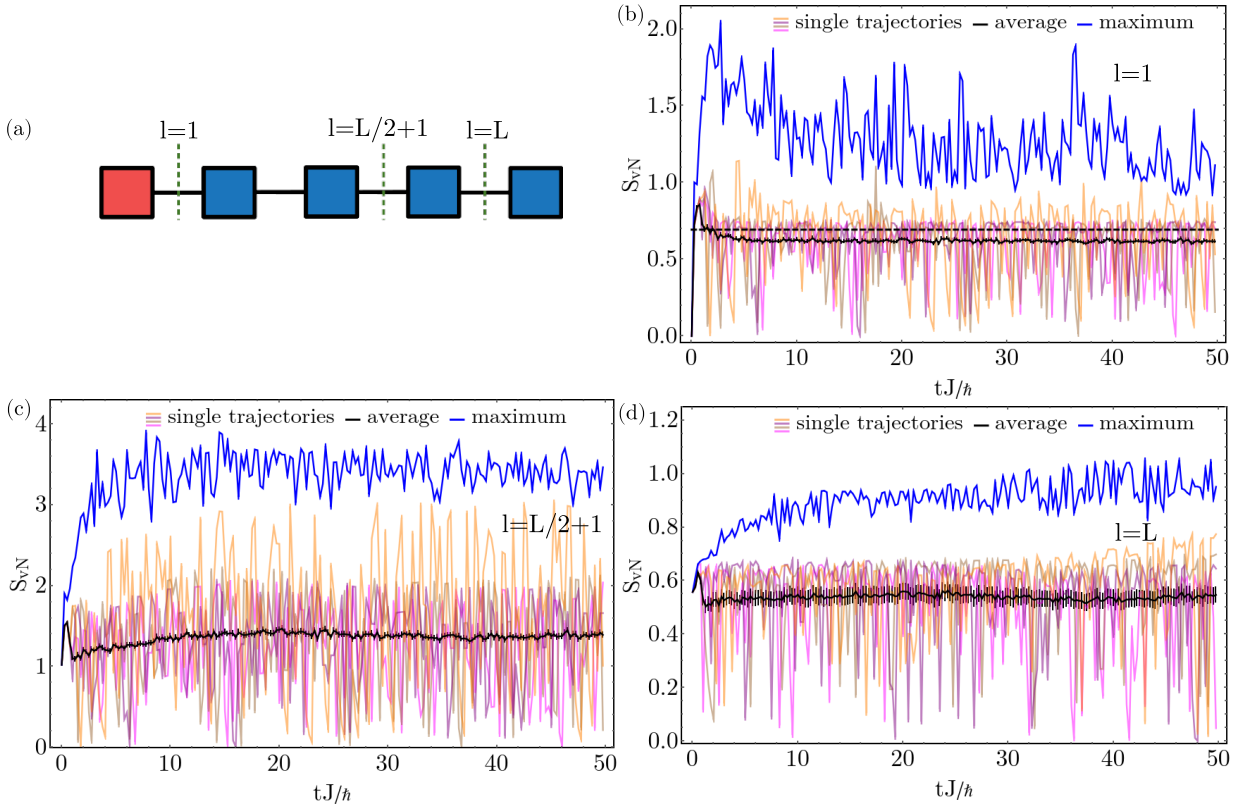 (a)
l=1
l=L/2+1
l=L
(b)
single trajectories
average
maximum
l=1
S_vN
2.0
1.5
1.0
0.5
0.0
0
10
20
30
40
50
tJ/ℏ
(c)
single trajectories
average
maximum
l=L/2+1
S_vN
4
3
2
1
0
0
10
20
30
40
50
tJ/ℏ
(d)
single trajectories
average
maximum
l=L
S_vN
1.2
1.0
0.8
0.6
0.4
0.2
0.0
0
10
20
30
40
50
tJ/ℏ